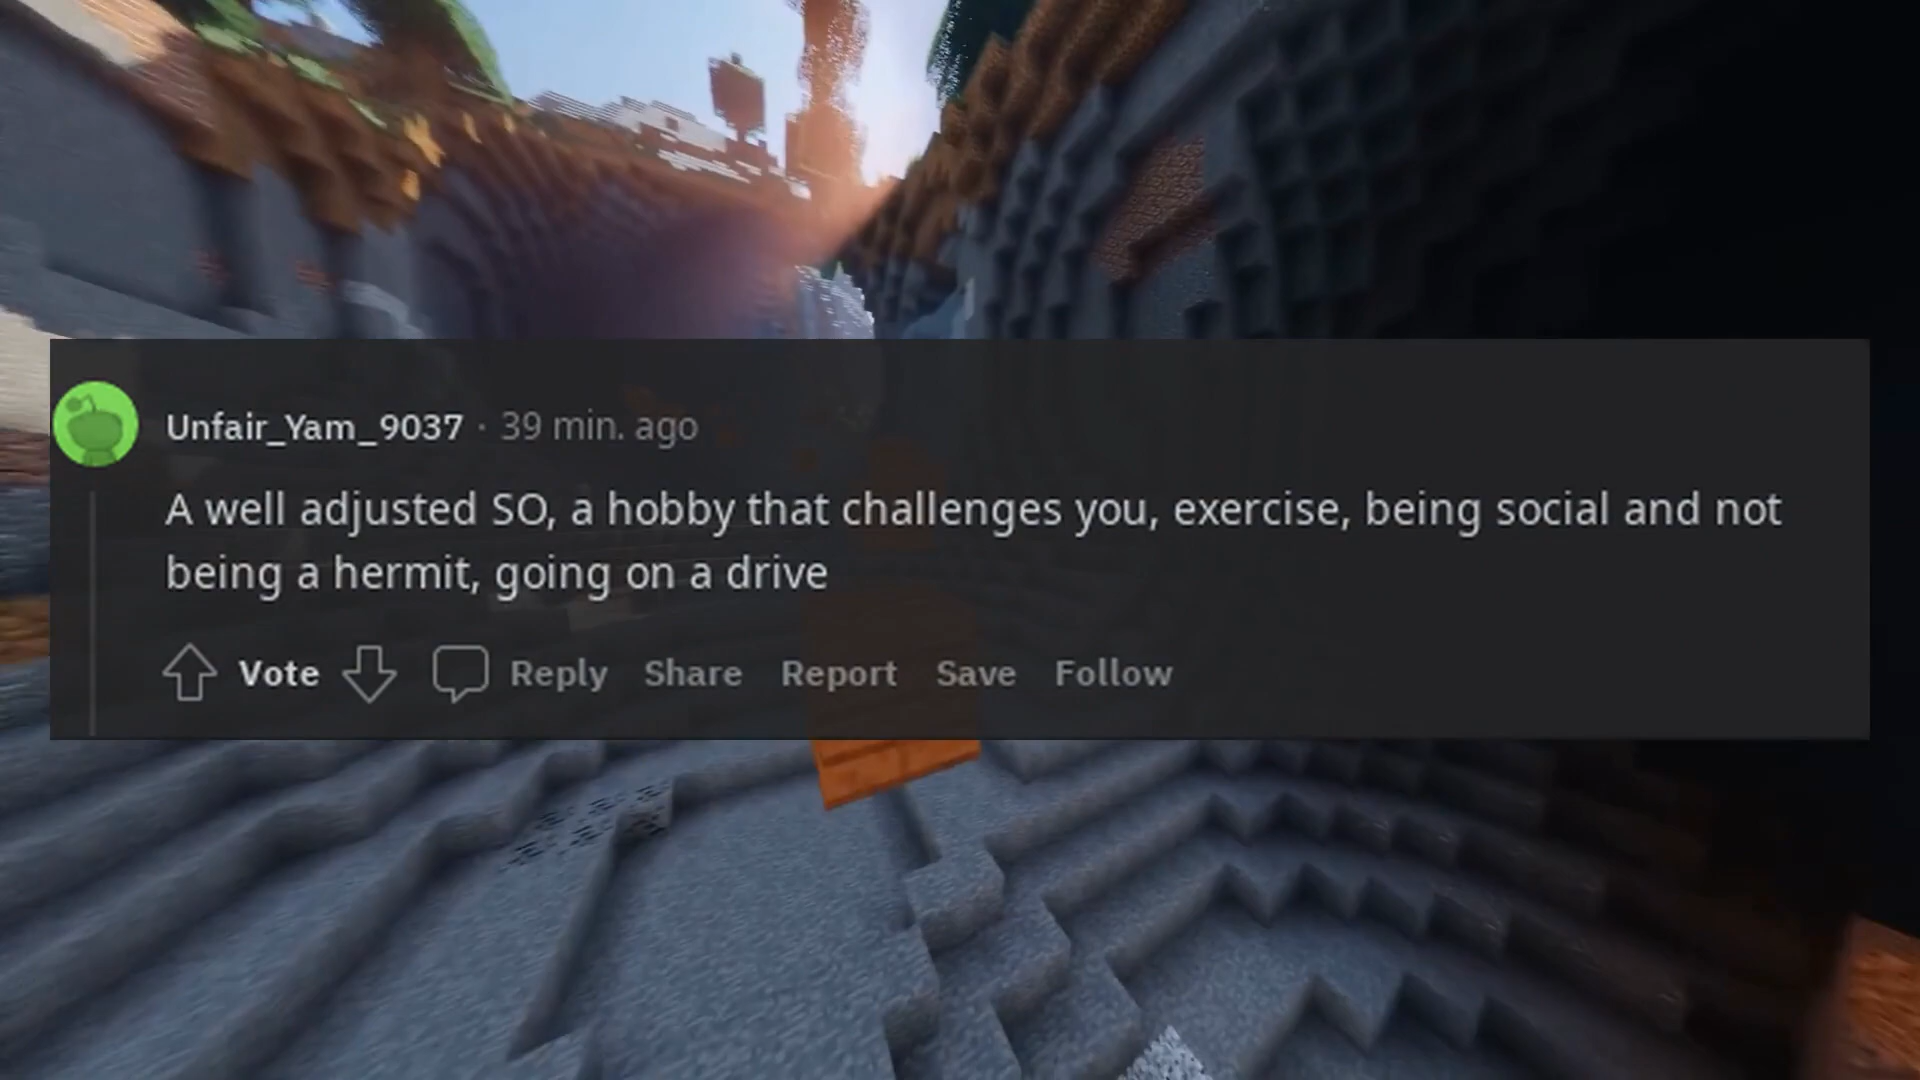 Unfair_Yam_9037 · 39 min. ago
A well adjusted SO, a hobby that challenges you, exercise, being social and not
being a hermit, going on a drive
Vote Reply Share Report Save Follow